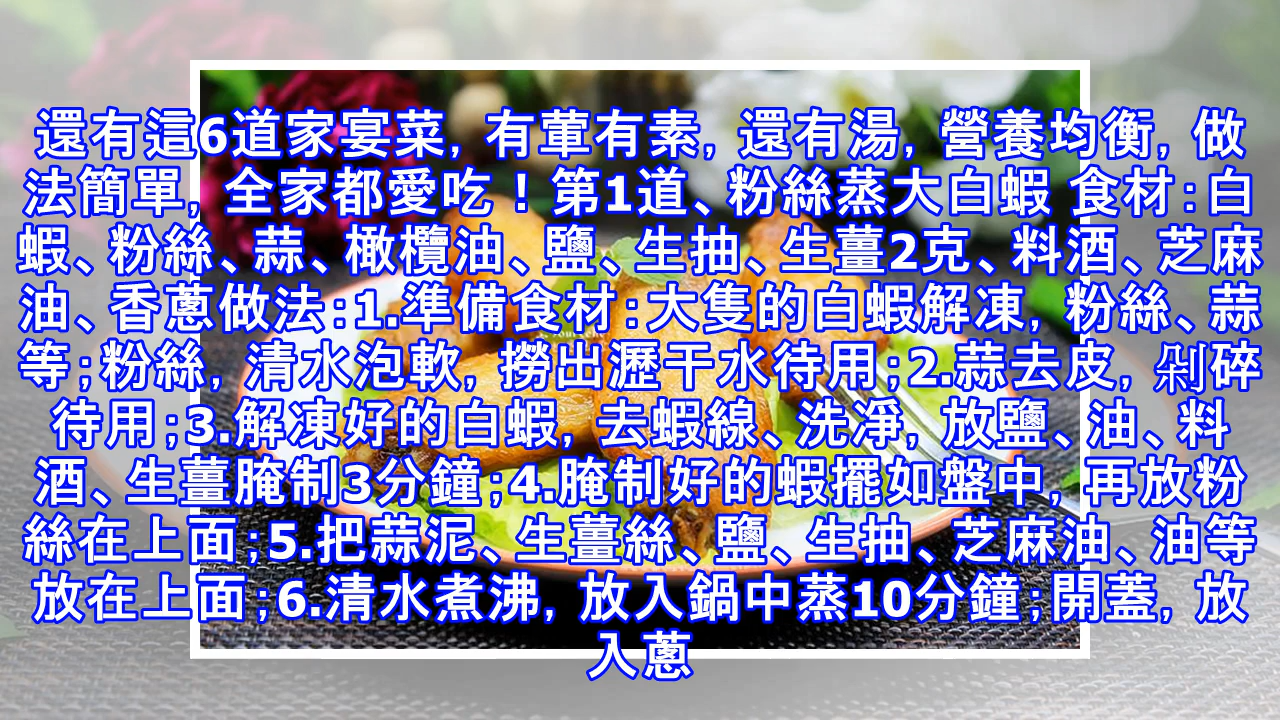 還有這6道家宴菜, 有葷有素, 還有湯, 營養均衡, 做
法簡單, 全家都愛吃！第1道、粉絲蒸大白蝦 食材:白
蝦、粉絲、蒜、橄欖油、鹽、生抽、生薑2克、料酒、芝麻
油、香蔥做法:1.準備食材:大隻的白蝦解凍, 粉絲、蒜
等;粉絲, 清水泡軟, 撈出瀝干水待用;2.蒜去皮, 剁碎
待用;3.解凍好的白蝦, 去蝦線、洗凈, 放鹽、油、料
酒、生薑腌制3分鐘;4.腌制好的蝦擺如盤中, 再放粉
絲在上面;5.把蒜泥、生薑絲、鹽、生抽、芝麻油、油等
放在上面;6.清水煮沸, 放入鍋中蒸10分鐘;開蓋, 放
入蔥